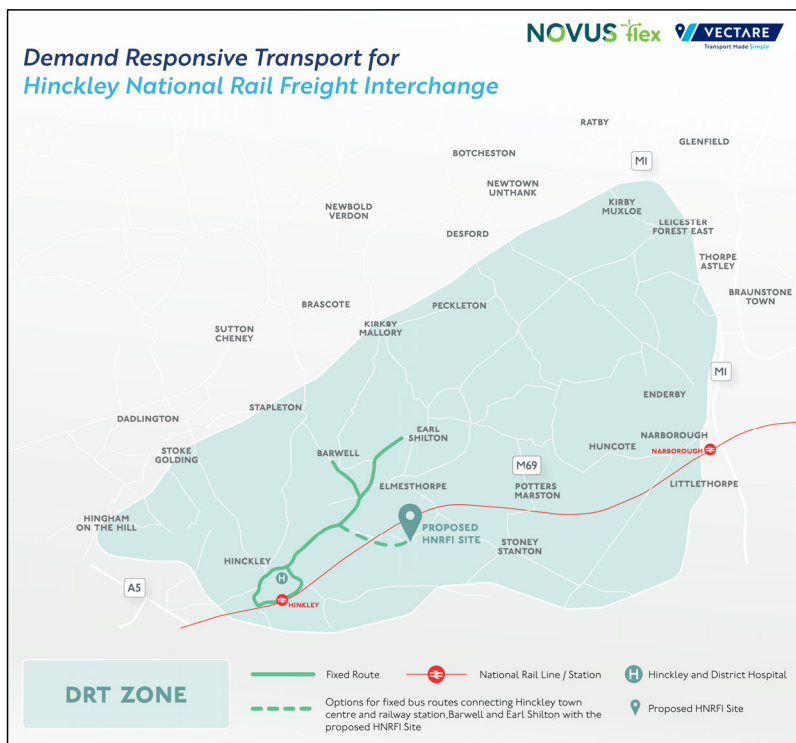 NOVUS flex
VECTARE
Transport Made Simple
Demand Responsive Transport for
Hinckley National Rail Freight Interchange
RATBY
GLENFIELD
BOTCHESTON
M1
NEWTOWN
UNTHANK
NEWBOLD
VERDON
KIRBY
MUXLOE
LEICESTER
FOREST EAST
DESFORD
THORPE
ASTLEY
BRAUNSTONE
TOWN
BRASCOTE
PECKLETON
SUTTON
CHENEY
KIRKBY
MALLORY
M1
ENDERBY
STAPLETON
DADLINGTON
EARL
SHILTON
NARBOROUGH
HUNCOTE
NARBOROUGH
STOKE
GOLDING
BARWELL
M69
ELMESTHORPE
POTTERS
MARSTON
LITTLETHORPE
HINGHAM
ON THE HILL
PROPOSED
HNRFI SITE
STONEY
STANTON
HINCKLEY
H
A5
HINKLEY
DRT ZONE
Fixed Route
National Rail Line / Station
H
Hinckley and District Hospital
Options for fixed bus routes connecting Hinckley town
centre and railway station,Barwell and Earl Shilton with the
proposed HNRFI Site
Proposed HNRFI Site